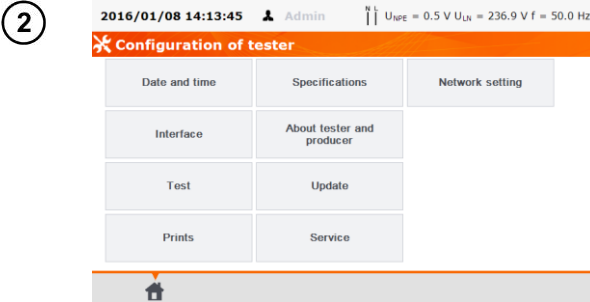 2
2016/01/08 14:13:45 Admin N L UNPE = 0.5 V ULN = 236.9 V f = 50.0 Hz
Configuration of tester
Date and time Specifications Network setting
Interface About tester and
producer
Test Update
Prints Service